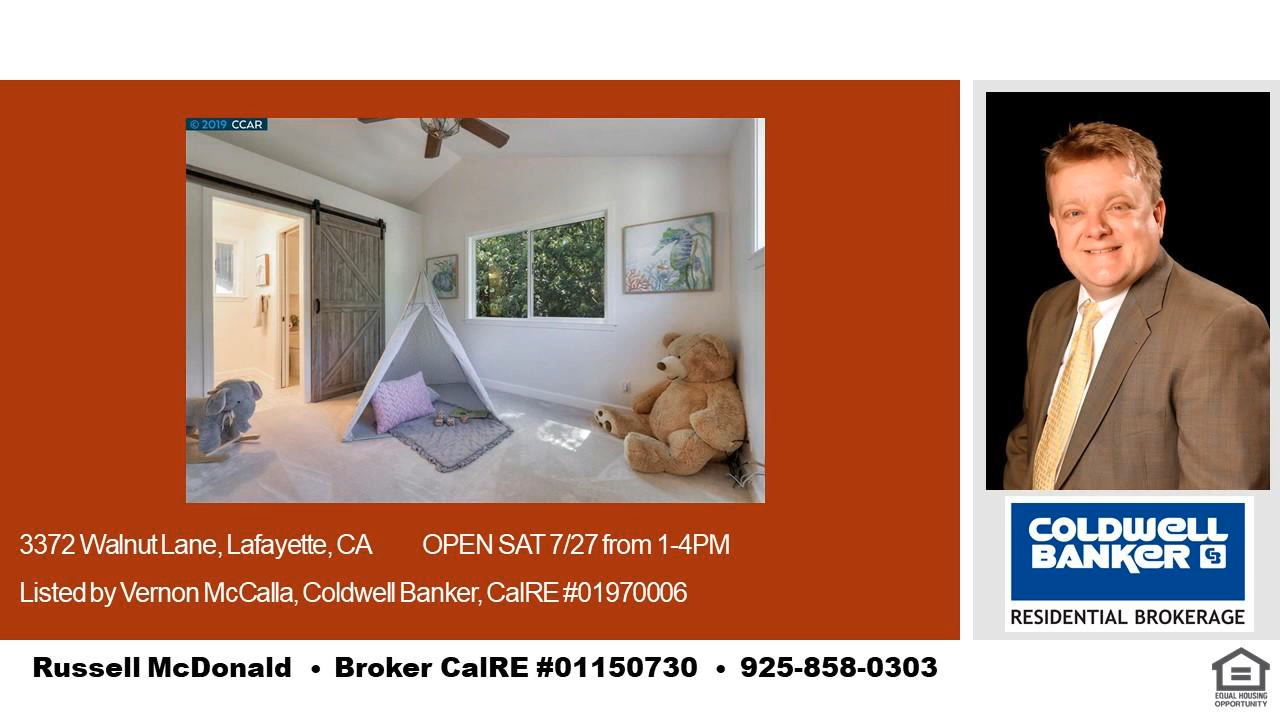 © 2019 CCAR
3372 Walnut Lane, Lafayette, CA OPEN SAT 7/27 from 1-4PM
Listed by Vernon McCalla, Coldwell Banker, CalRE #01970006
COLDWELL
BANKER CB
RESIDENTIAL BROKERAGE
Russell McDonald • Broker CalRE #01150730 • 925-858-0303
EQUAL HOUSING
OPPORTUNITY